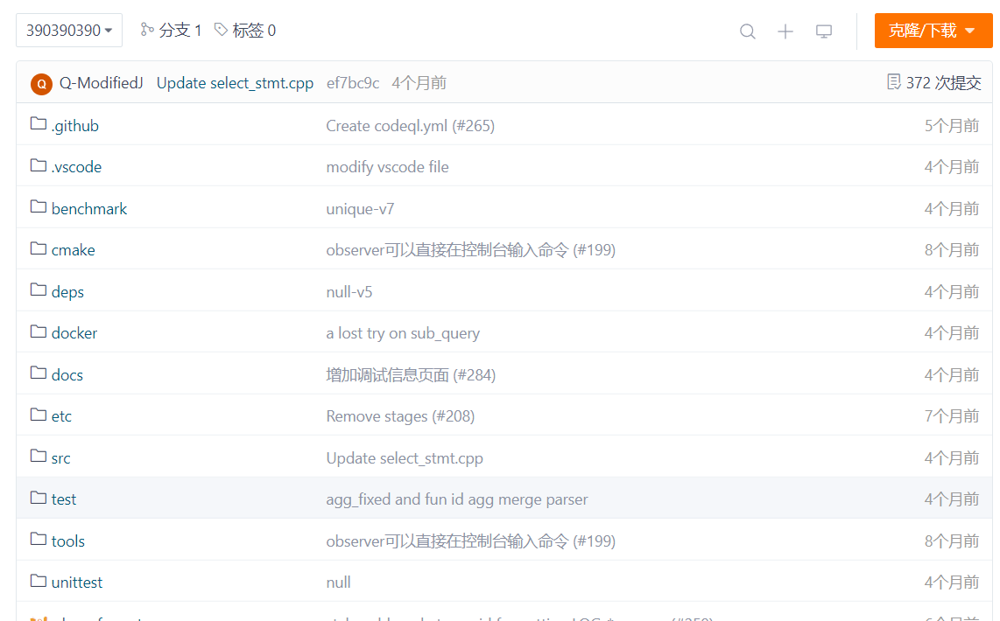 390390390 分支 1 标签 0 克隆/下载
Q Q-ModifiedJ Update select_stmt.cpp ef7bc9c 4个月前 372 次提交
.github Create codeql.yml (#265) 5个月前
.vscode modify vscode file 4个月前
benchmark unique-v7 4个月前
cmake observer可以直接在控制台输入命令 (#199) 8个月前
deps null-v5 4个月前
docker a lost try on sub_query 4个月前
docs 增加调试信息页面 (#284) 4个月前
etc Remove stages (#208) 7个月前
src Update select_stmt.cpp 4个月前
test agg_fixed and fun id agg merge parser 4个月前
tools observer可以直接在控制台输入命令 (#199) 8个月前
unittest null 4个月前